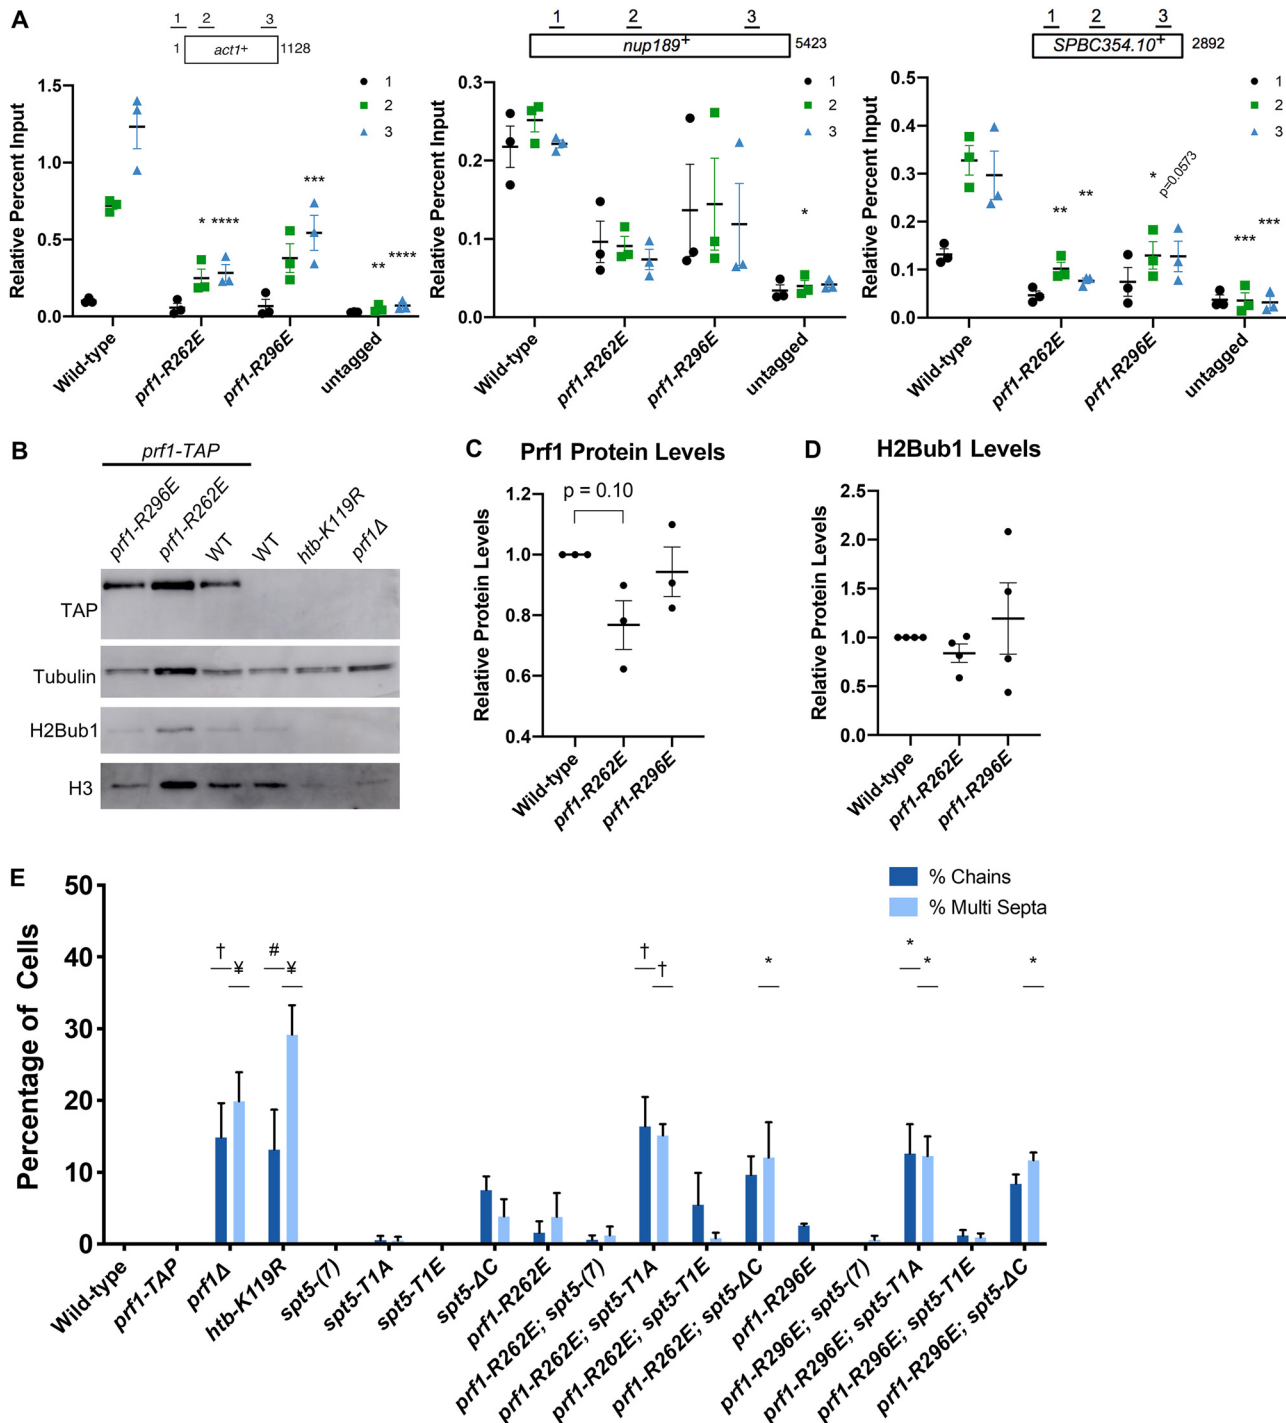 A
1 2 3
1 act1+ 1128
1 2 3
nup189+ 5423
1 2 3
SPBC354.10+ 2892
Relative Percent Input
1.5
1.0
0.5
0.0
1
2
3
* **** *** ** ****
Wild-type
prf1-R262E
prf1-R296E
untagged
Relative Percent Input
0.3
0.2
0.1
0.0
1
2
3
*
Wild-type
prf1-R262E
prf1-R296E
untagged
Relative Percent Input
0.5
0.4
0.3
0.2
0.1
0.0
1
2
3
** ** * p=0.0573 *** ***
Wild-type
prf1-R262E
prf1-R296E
untagged
B
prf1-TAP
prf1-R296E
prf1-R262E
WT
WT
htb-K119R
prf1Δ
TAP
Tubulin
H2Bub1
H3
C
Prf1 Protein Levels
Relative Protein Levels
1.2
1.0
0.8
0.6
0.4
p = 0.10
Wild-type
prf1-R262E
prf1-R296E
D
H2Bub1 Levels
Relative Protein Levels
2.5
2.0
1.5
1.0
0.5
0.0
Wild-type
prf1-R262E
prf1-R296E
E
Percentage of Cells
50
40
30
20
10
0
% Chains
% Multi Septa
† ¥ # ¥ † † * * * *
Wild-type
prf1-TAP
prf1Δ
htb-K119R
spt5-(7)
spt5-T1A
spt5-T1E
spt5-ΔC
prf1-R262E
prf1-R262E; spt5-(7)
prf1-R262E; spt5-T1A
prf1-R262E; spt5-T1E
prf1-R262E; spt5-ΔC
prf1-R296E
prf1-R296E; spt5-(7)
prf1-R296E; spt5-T1A
prf1-R296E; spt5-T1E
prf1-R296E; spt5-ΔC